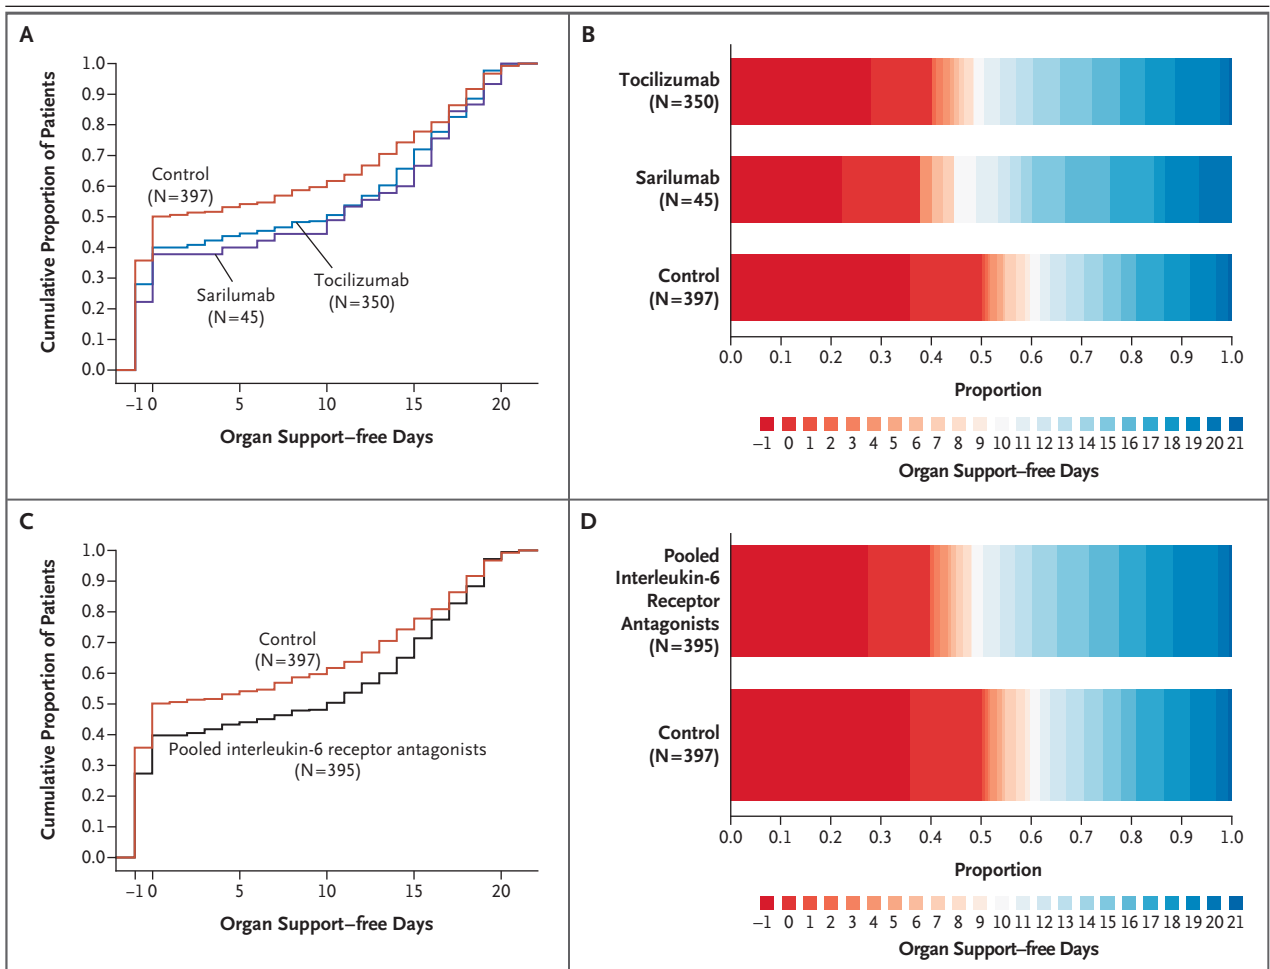 A
Cumulative Proportion of Patients
1.0
0.9
0.8
0.7
0.6
0.5
0.4
0.3
0.2
0.1
0.0
Control
(N=397)
Sarilumab
(N=45)
Tocilizumab
(N=350)
−1 0 5 10 15 20
Organ Support–free Days
B
Tocilizumab
(N=350)
Sarilumab
(N=45)
Control
(N=397)
0.0 0.1 0.2 0.3 0.4 0.5 0.6 0.7 0.8 0.9 1.0
Proportion
−1 0 1 2 3 4 5 6 7 8 9 10 11 12 13 14 15 16 17 18 19 20 21
Organ Support–free Days
C
Cumulative Proportion of Patients
1.0
0.9
0.8
0.7
0.6
0.5
0.4
0.3
0.2
0.1
0.0
Control
(N=397)
Pooled interleukin-6 receptor antagonists
(N=395)
−1 0 5 10 15 20
Organ Support–free Days
D
Pooled
Interleukin-6
Receptor
Antagonists
(N=395)
Control
(N=397)
0.0 0.1 0.2 0.3 0.4 0.5 0.6 0.7 0.8 0.9 1.0
Proportion
−1 0 1 2 3 4 5 6 7 8 9 10 11 12 13 14 15 16 17 18 19 20 21
Organ Support–free Days